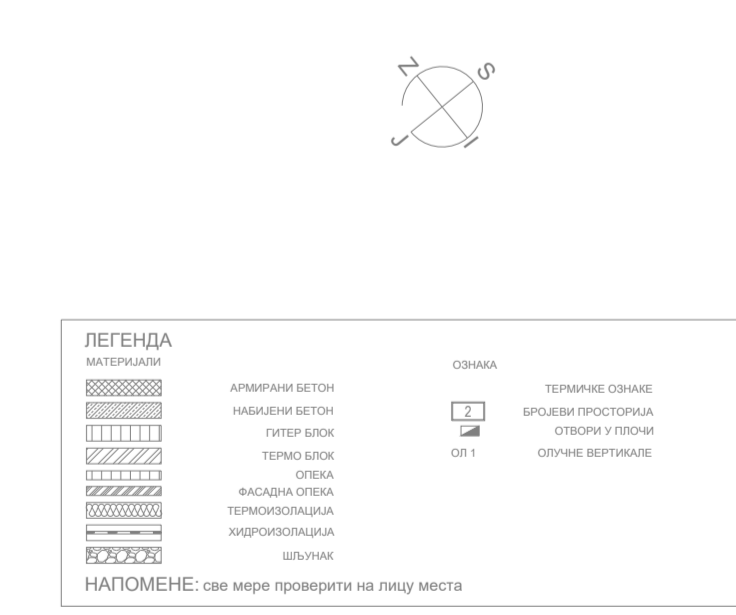 Z S
J I
ЛЕГЕНДА
МАТЕРИЈАЛИ
АРМИРАНИ БЕТОН
НАБИЈЕНИ БЕТОН
ГИТЕР БЛОК
ТЕРМО БЛОК
ОПЕКА
ФАСАДНА ОПЕКА
ТЕРМОИЗОЛАЦИЈА
ХИДРОИЗОЛАЦИЈА
ШЉУНАК
ОЗНАКА
ТЕРМИЧКЕ ОЗНАКЕ
2 БРОЈЕВИ ПРОСТОРИЈА
ОТВОРИ У ПЛОЧИ
ОЛ 1 ОЛУЧНЕ ВЕРТИКАЛЕ
НАПОМЕНЕ: све мере проверити на лицу места